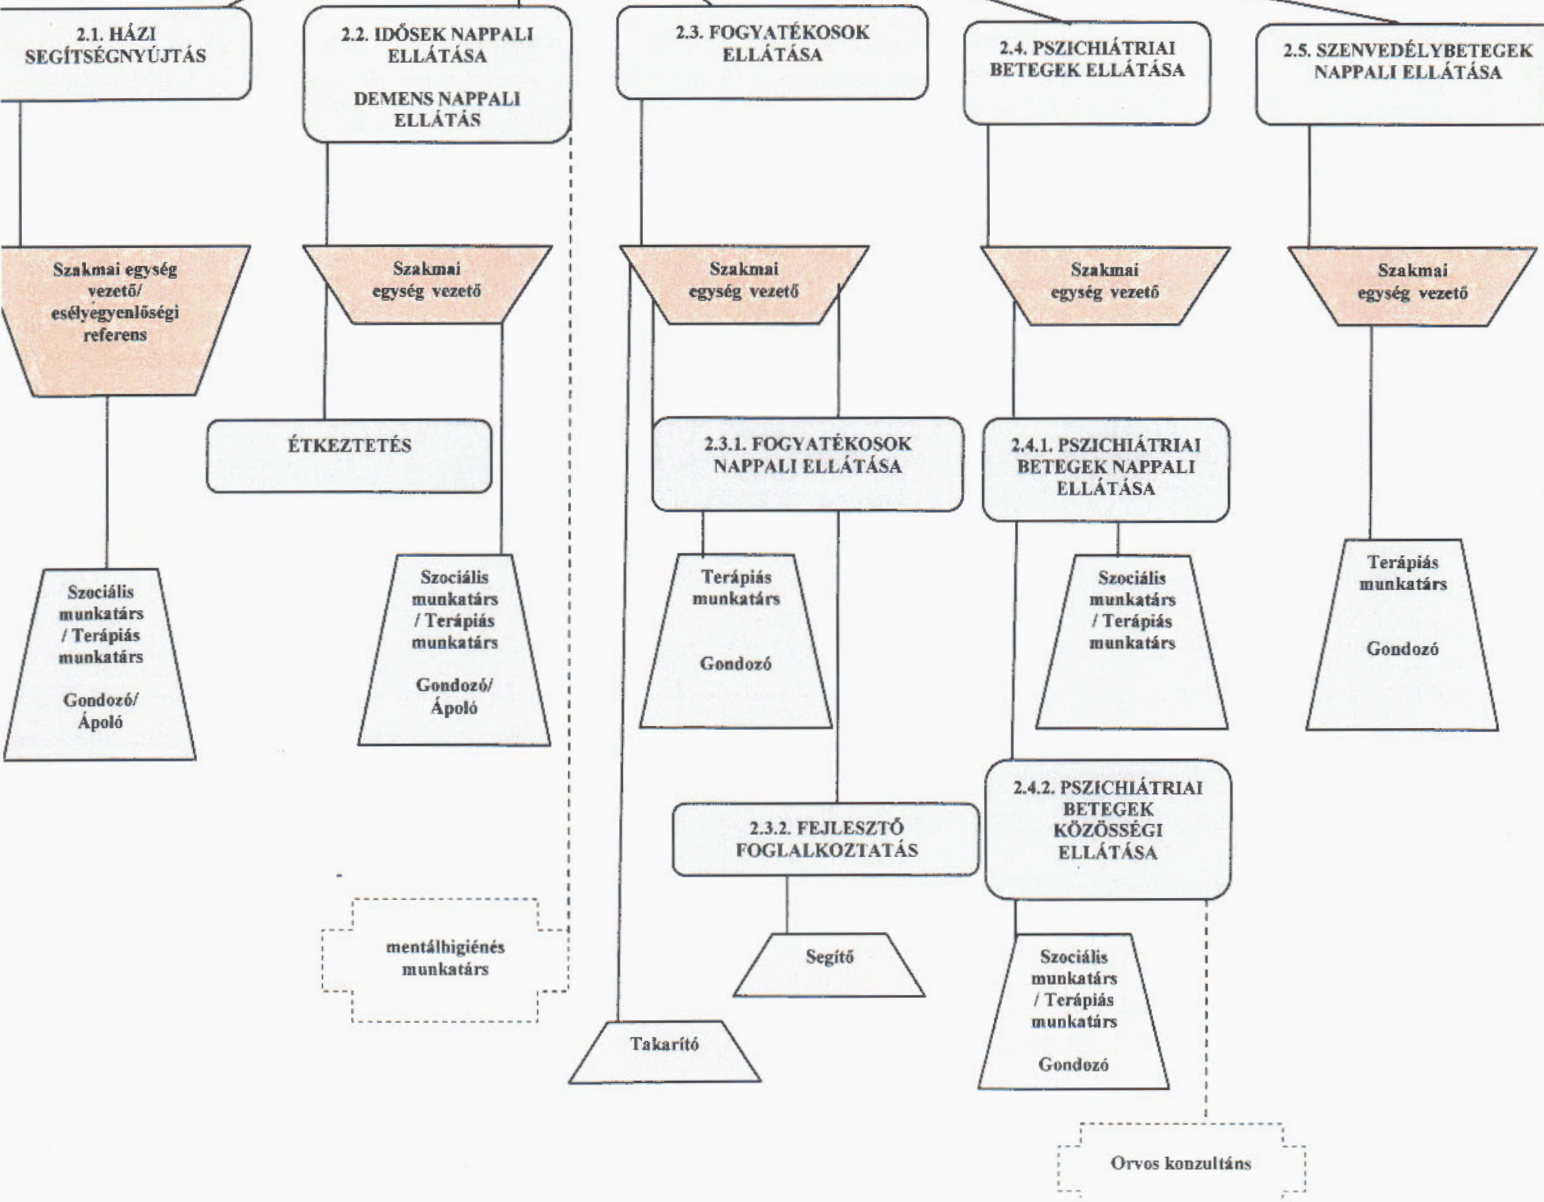 2.1. HÁZI
SEGÍTSÉGNYÚJTÁS
2.2. IDŐSEK NAPPALI
ELLÁTÁSA
DEMENS NAPPALI
ELLÁTÁS
2.3. FOGYATÉKOSOK
ELLÁTÁSA
2.4. PSZICHIÁTRIAI
BETEGEK ELLÁTÁSA
2.5. SZENVEDÉLYBETEGEK
NAPPALI ELLÁTÁSA
Szakmai egység
vezető/
esélyegyenlőségi
referens
Szakmai
egység vezető
Szakmai
egység vezető
Szakmai
egység vezető
Szakmai
egység vezető
ÉTKEZTETÉS
2.3.1. FOGYATÉKOSOK
NAPPALI ELLÁTÁSA
2.4.1. PSZICHIÁTRIAI
BETEGEK NAPPALI
ELLÁTÁSA
Szociális
munkatárs
/ Terápiás
munkatárs
Gondozó/
Ápoló
Szociális
munkatárs
/ Terápiás
munkatárs
Gondozó/
Ápoló
Terápiás
munkatárs
Gondozó
Szociális
munkatárs
/ Terápiás
munkatárs
Terápiás
munkatárs
Gondozó
2.3.2. FEJLESZTŐ
FOGLALKOZTATÁS
2.4.2. PSZICHIÁTRIAI
BETEGEK
KÖZÖSSÉGI
ELLÁTÁSA
mentálhigiénés
munkatárs
Segítő
Szociális
munkatárs
/ Terápiás
munkatárs
Gondozó
Takarító
Orvos konzultáns